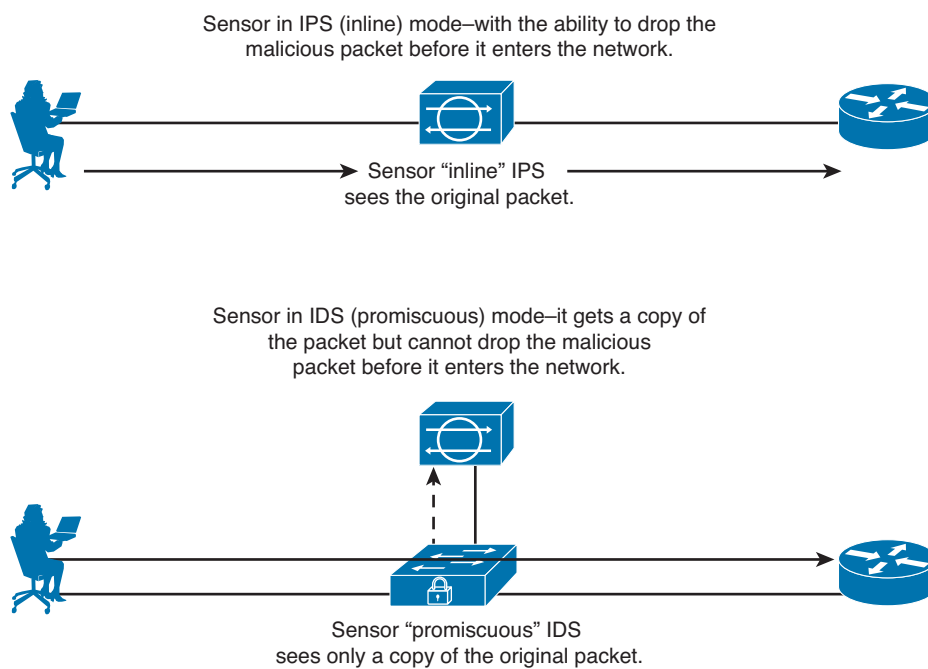 Sensor in IPS (inline) mode–with the ability to drop the
malicious packet before it enters the network.
Sensor “inline” IPS
sees the original packet.
Sensor in IDS (promiscuous) mode–it gets a copy of
the packet but cannot drop the malicious
packet before it enters the network.
Sensor “promiscuous” IDS
sees only a copy of the original packet.